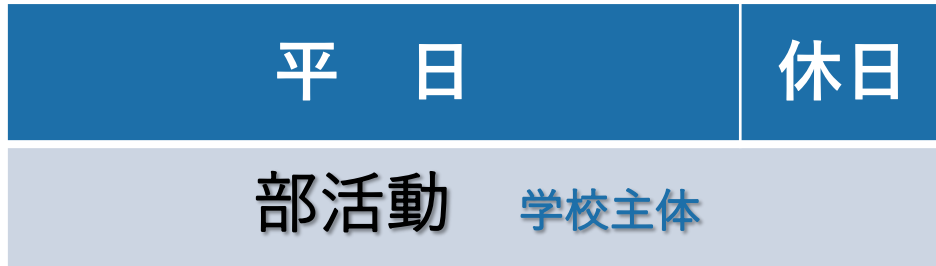 平　日　休日
部活動　学校主体